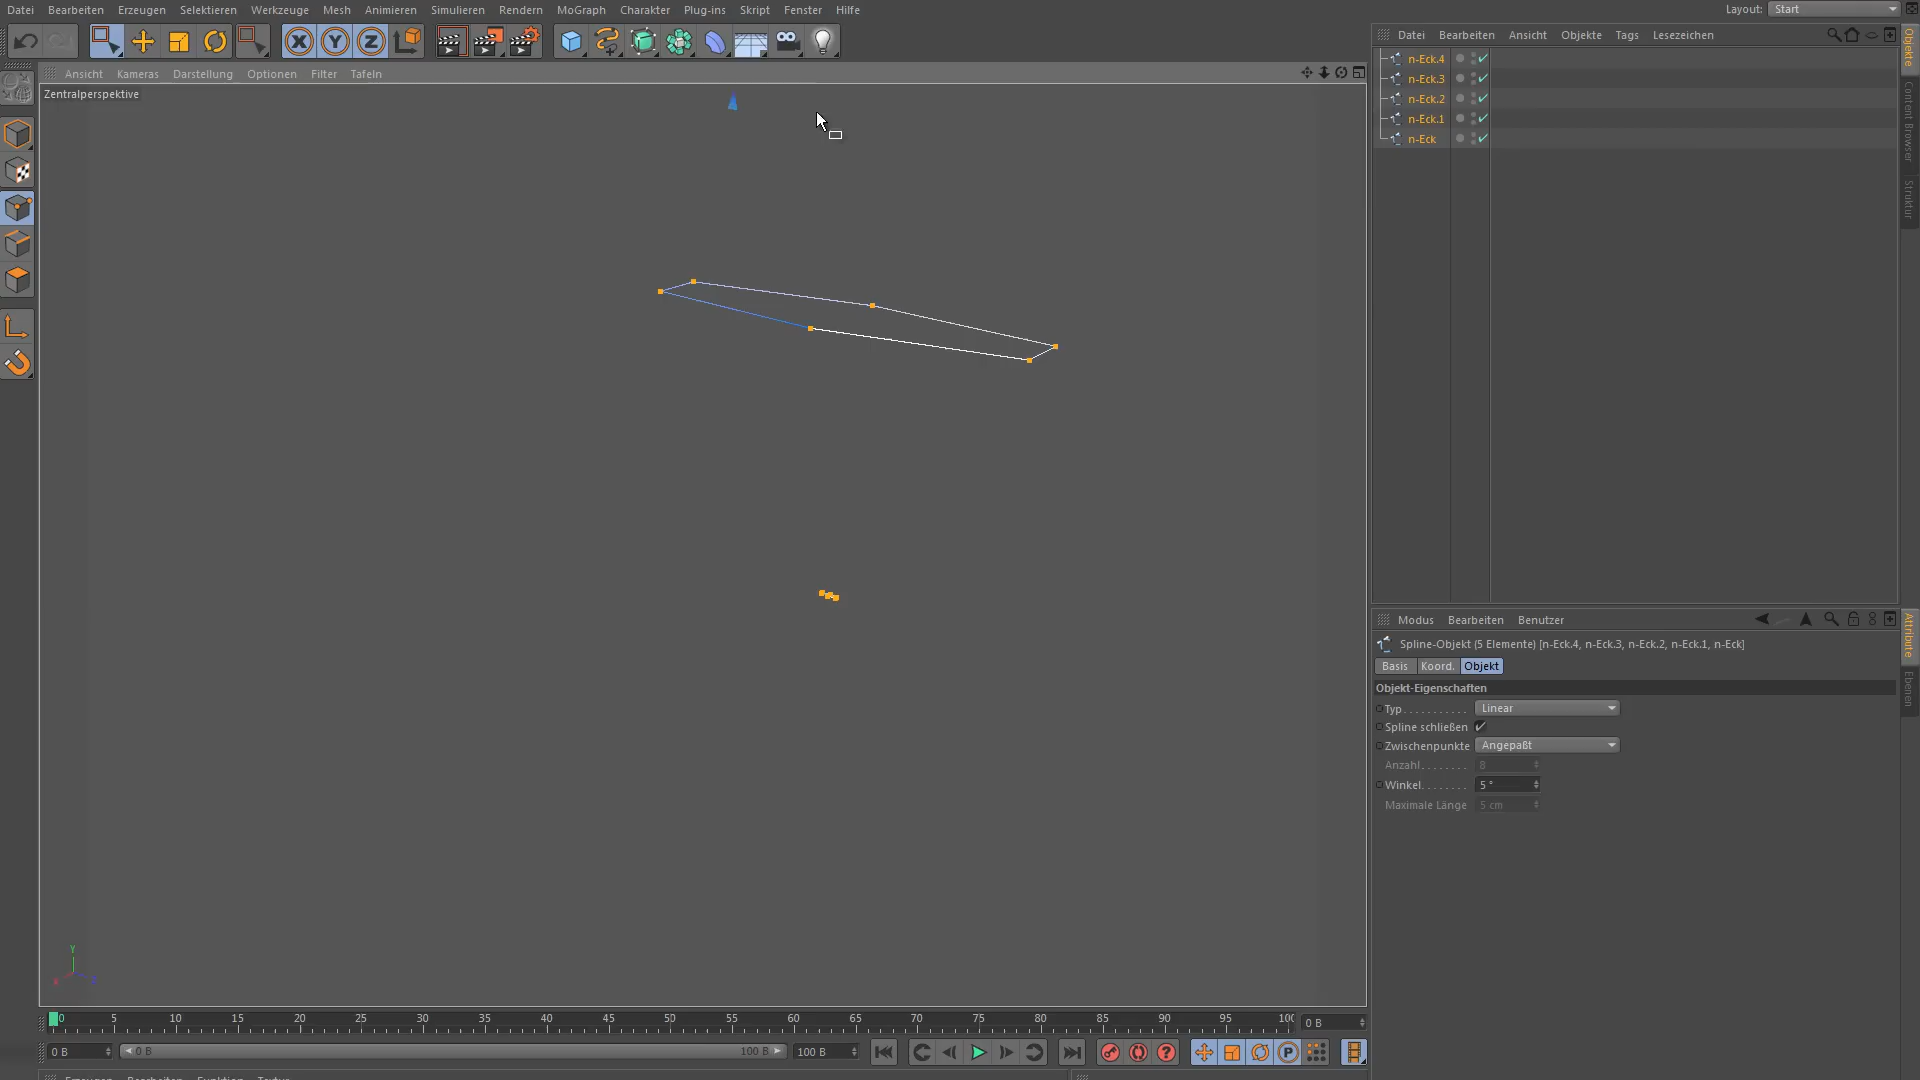 Datei Bearbeiten Erzeugen Selektieren Werkzeuge Mesh Animieren Simulieren Rendern MoGraph Charakter Plug-ins Skript Fenster Hilfe
Layout: Start
X Y Z
Ansicht Kameras Darstellung Optionen Filter Tafeln
Zentralperspektive
Datei Bearbeiten Ansicht Objekte Tags Lesezeichen
n-Eck.4
n-Eck.3
n-Eck.2
n-Eck.1
n-Eck
Objekte
Content Browser
Struktur
Modus Bearbeiten Benutzer
Spline-Objekt (5 Elemente) [n-Eck.4, n-Eck.3, n-Eck.2, n-Eck.1, n-Eck]
Basis Koord. Objekt
Objekt-Eigenschaften
Typ . . . . . . . . . . . Linear
Spline schließen
Zwischenpunkte Angepaßt
Anzahl . . . . . . . . 8
Winkel . . . . . . . . 5 °
Maximale Länge 5 cm
Attribute
Ebenen
Y
0 5 10 15 20 25 30 35 40 45 50 55 60 65 70 75 80 85 90 95 100
0 B
0 B 0 B 100 B 100 B
P
Erzeugen Bearbeiten Funktion Textur